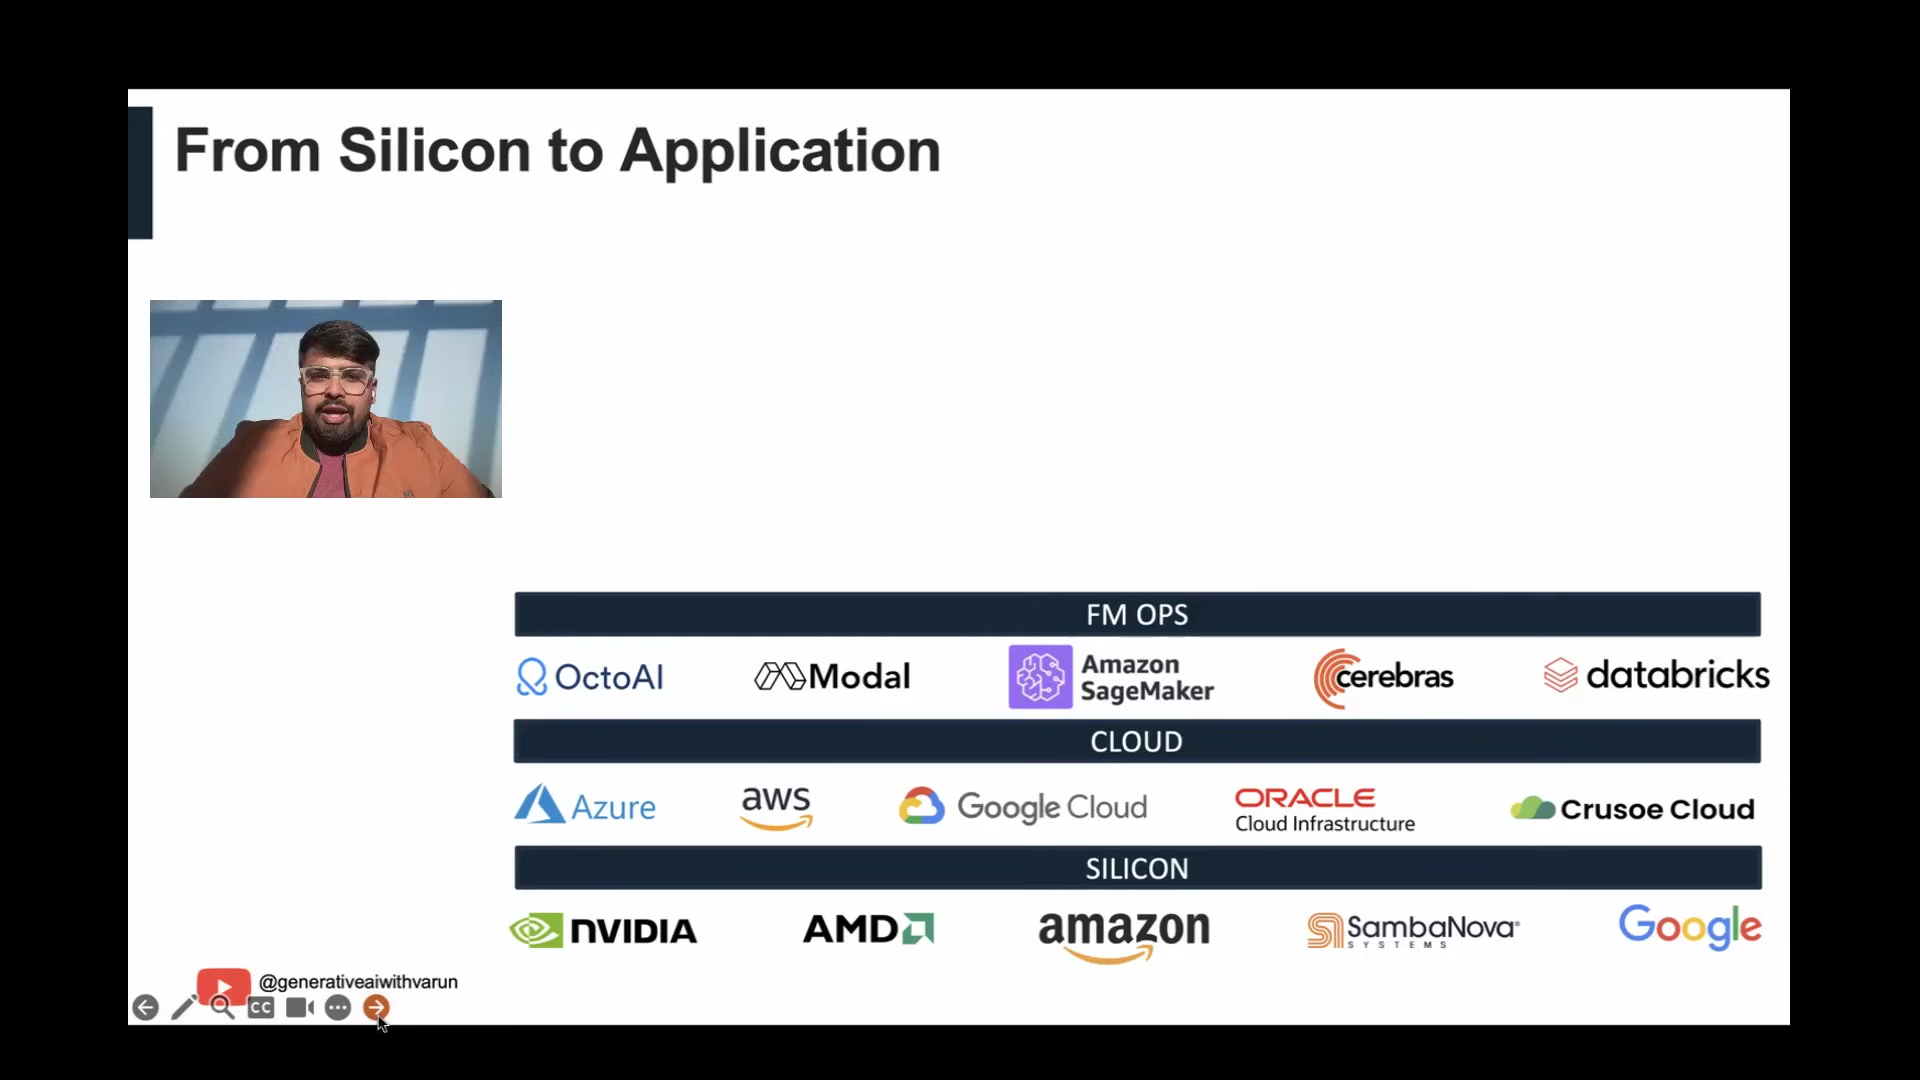 From Silicon to Application
FM OPS
OctoAI
Modal
Amazon
SageMaker
cerebras
databricks
CLOUD
Azure
aws
Google Cloud
ORACLE
Cloud Infrastructure
Crusoe Cloud
SILICON
NVIDIA
AMD
amazon
SambaNova®
SYSTEMS
Google
@generativeaiwithvarun
CC